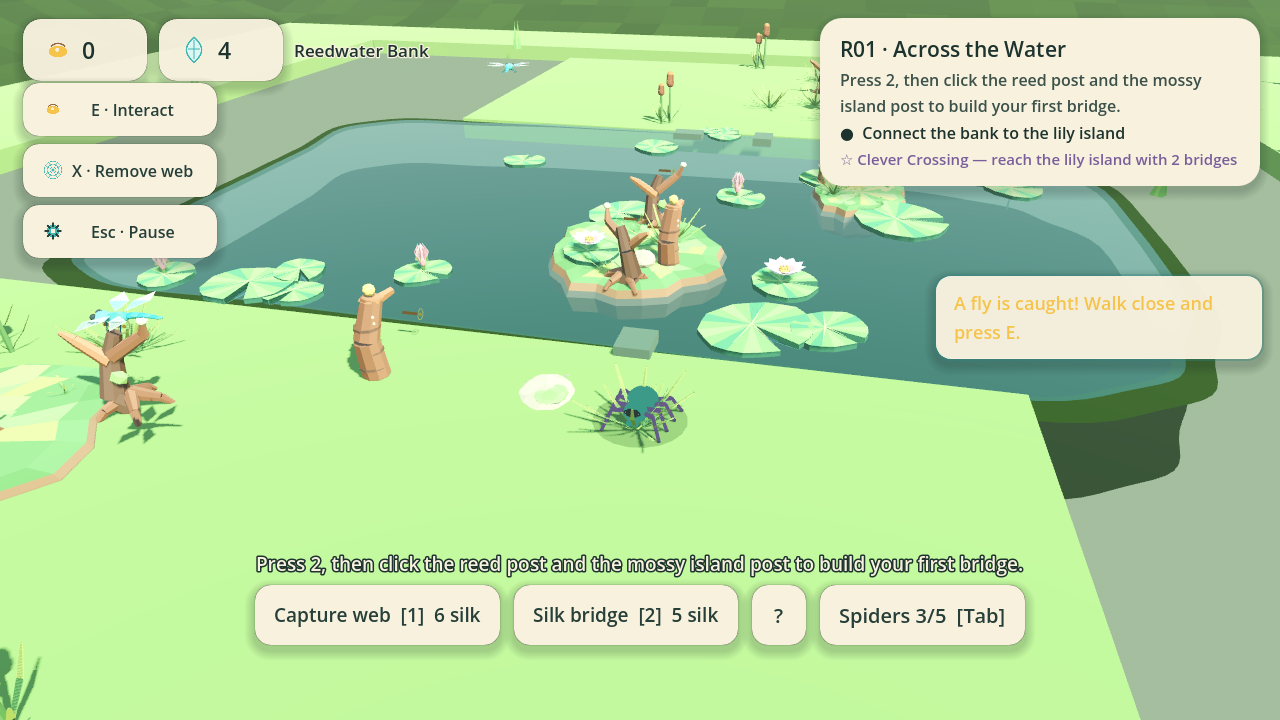 0
4
Reedwater Bank
E · Interact
X · Remove web
Esc · Pause
R01 · Across the Water
Press 2, then click the reed post and the mossy
island post to build your first bridge.
● Connect the bank to the lily island
☆ Clever Crossing — reach the lily island with 2 bridges
A fly is caught! Walk close and
press E.
Press 2, then click the reed post and the mossy island post to build your first bridge.
Capture web [1] 6 silk
Silk bridge [2] 5 silk
?
Spiders 3/5 [Tab]